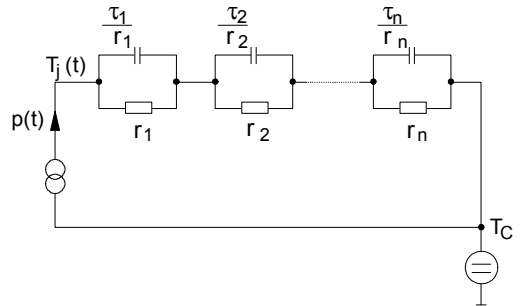 τ1/r1 τ2/r2 τn/rn
Tj(t)
r1 r2 rn
p(t)
TC